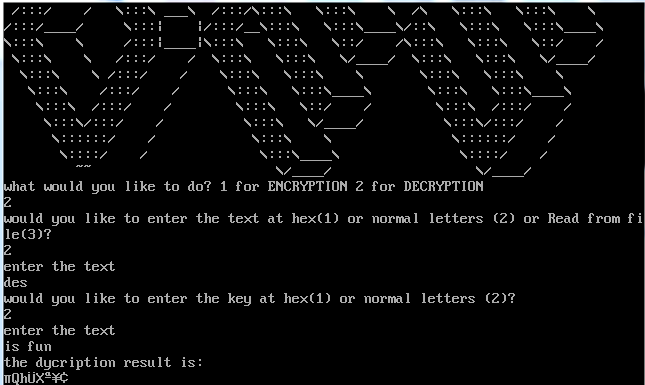 what would you like to do? 1 for ENCRYPTION 2 for DECRYPTION
2
would you like to enter the text at hex(1) or normal letters (2) or Read from fi
le(3)?
2
enter the text
des
would you like to enter the key at hex(1) or normal letters (2)?
2
enter the text
is fun
the dycription result is:
πQhÜXª¥¢